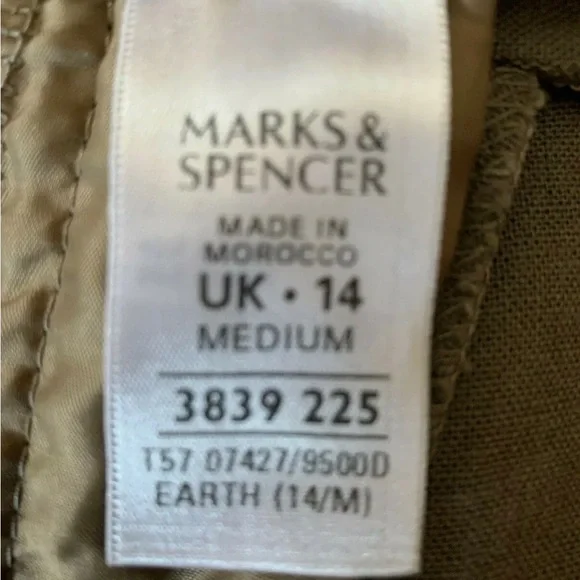 MARKS &
SPENCER
MADE IN
MOROCCO
UK • 14
MEDIUM
3839 225
T57 07427/9500D
EARTH (14/M)